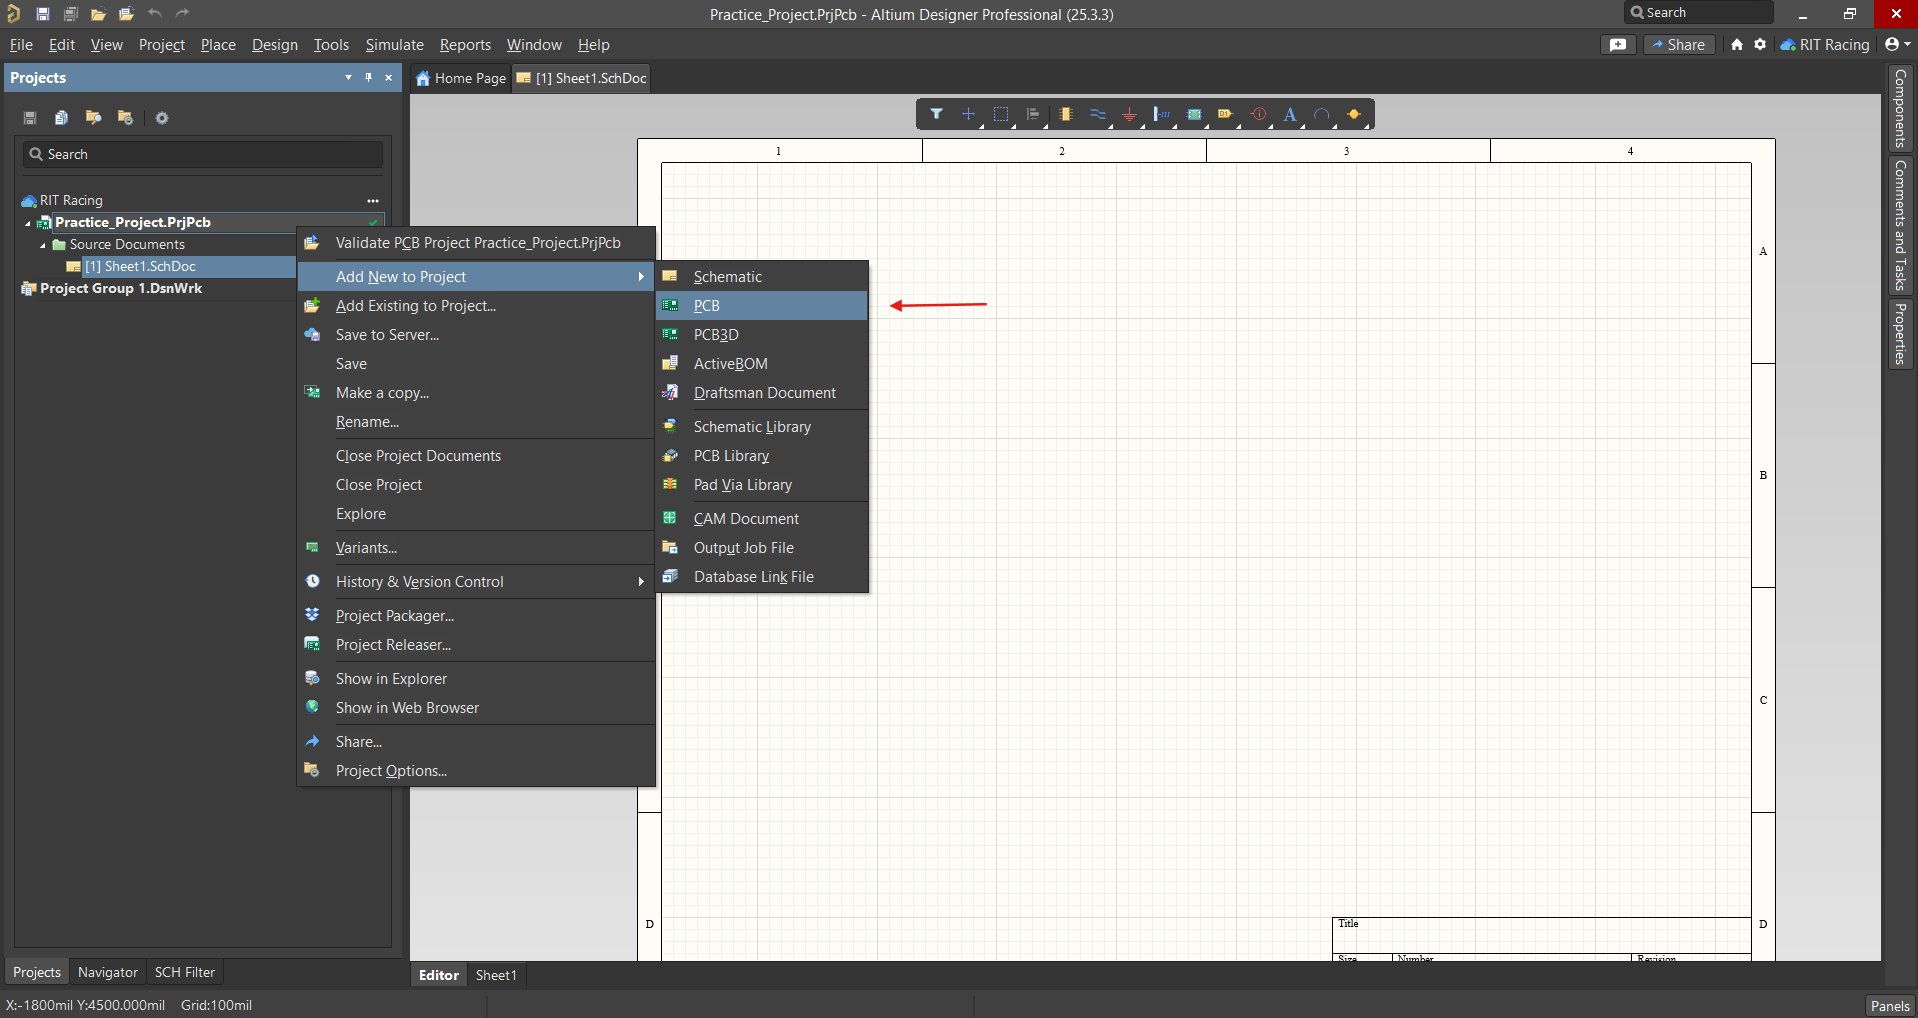 Practice_Project.PrjPcb - Altium Designer Professional (25.3.3)
Search
File Edit View Project Place Design Tools Simulate Reports Window Help
Share
RIT Racing
Projects
Home Page
[1] Sheet1.SchDoc
Search
RIT Racing
Practice_Project.PrjPcb
Source Documents
[1] Sheet1.SchDoc
Project Group 1.DsnWrk
Validate PCB Project Practice_Project.PrjPcb
Add New to Project
Add Existing to Project...
Save to Server...
Save
Make a copy...
Rename...
Close Project Documents
Close Project
Explore
Variants...
History & Version Control
Project Packager...
Project Releaser...
Show in Explorer
Show in Web Browser
Share...
Project Options...
Schematic
PCB
PCB3D
ActiveBOM
Draftsman Document
Schematic Library
PCB Library
Pad Via Library
CAM Document
Output Job File
Database Link File
1 2 3 4
A
B
C
D D
Title
Size Number Revision
Components
Comments and Tasks
Properties
Projects Navigator SCH Filter
Editor Sheet1
X:-1800mil Y:4500.000mil Grid:100mil
Panels